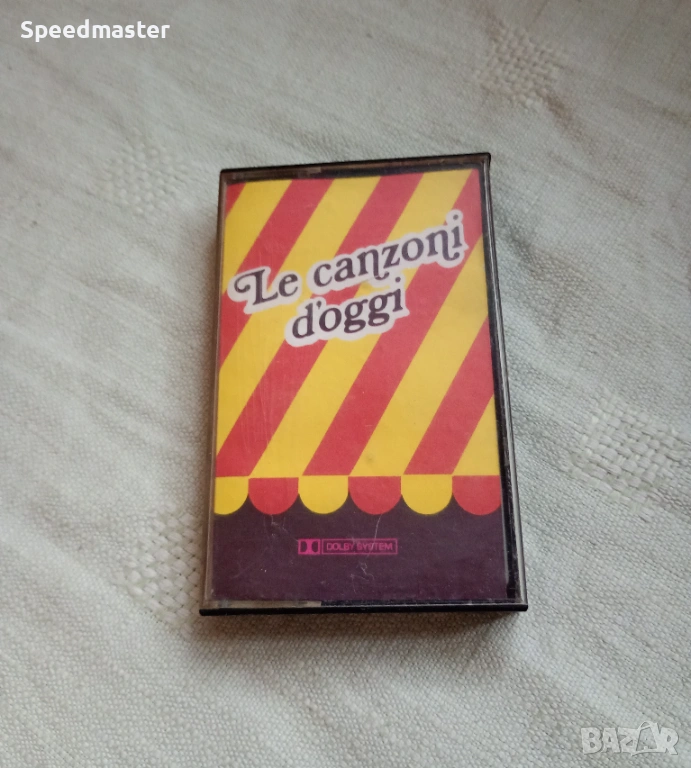 Speedmaster
Le canzoni
d'oggi
DOLBY SYSTEM
BAZAR